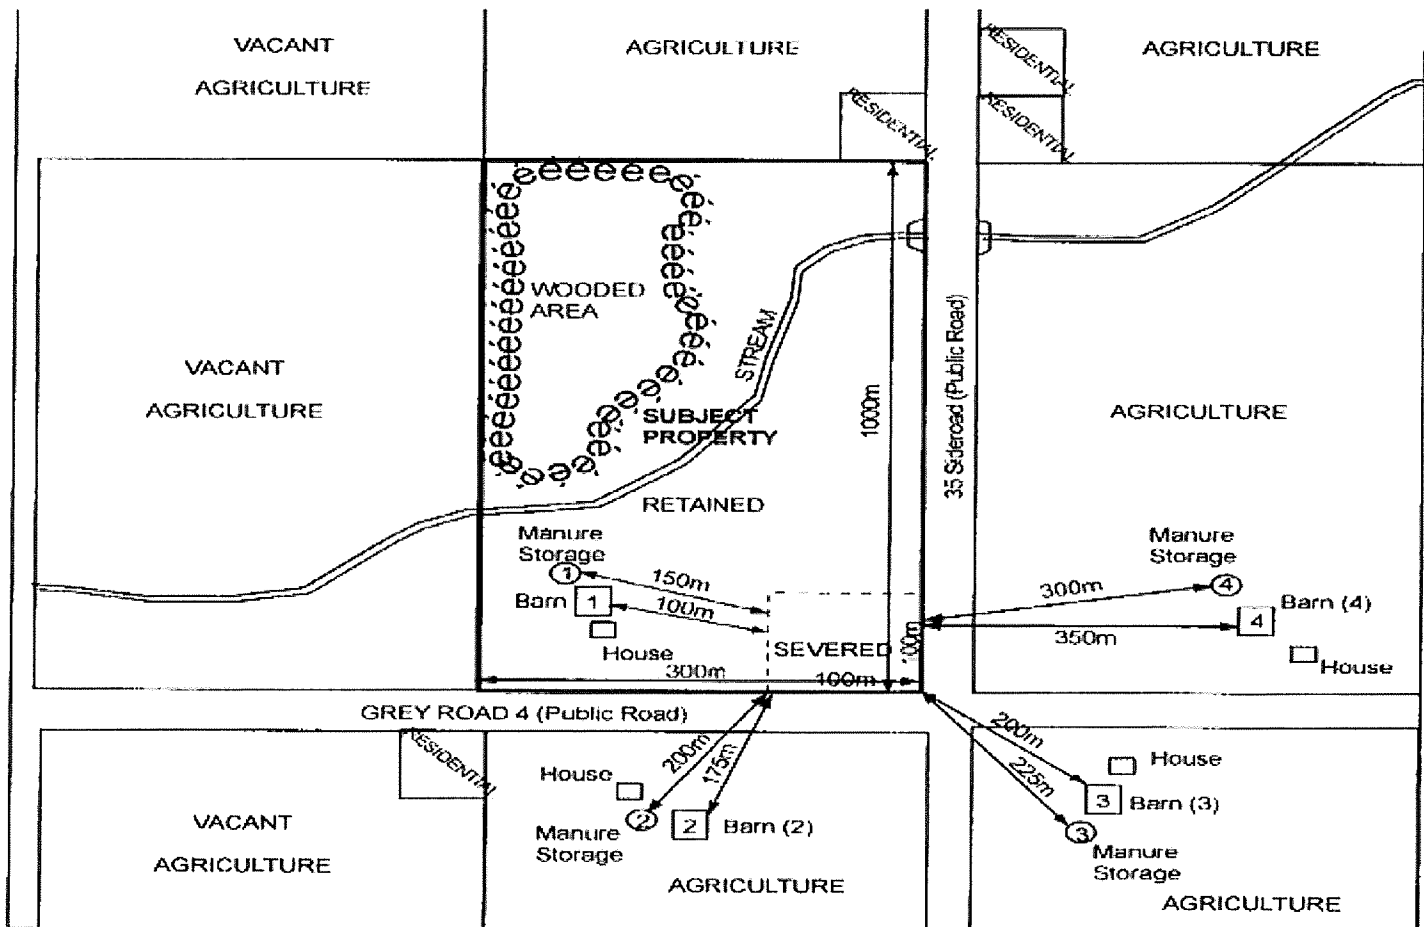 VACANT
AGRICULTURE
AGRICULTURE
RESIDENTIAL
RESIDENTIAL
RESIDENTIAL
AGRICULTURE
WOODED
AREA
STREAM
VACANT
AGRICULTURE
SUBJECT
PROPERTY
1000m
35 Sideroad (Public Road)
AGRICULTURE
RETAINED
Manure
Storage
1
Barn
1
House
150m
100m
SEVERED
100m
300m
100m
Manure
Storage
4
300m
Barn (4)
4
350m
House
GREY ROAD 4 (Public Road)
RESIDENTIAL
VACANT
AGRICULTURE
House
200m
175m
2
2
Barn (2)
Manure
Storage
AGRICULTURE
200m
225m
House
3
Barn (3)
3
Manure
Storage
AGRICULTURE